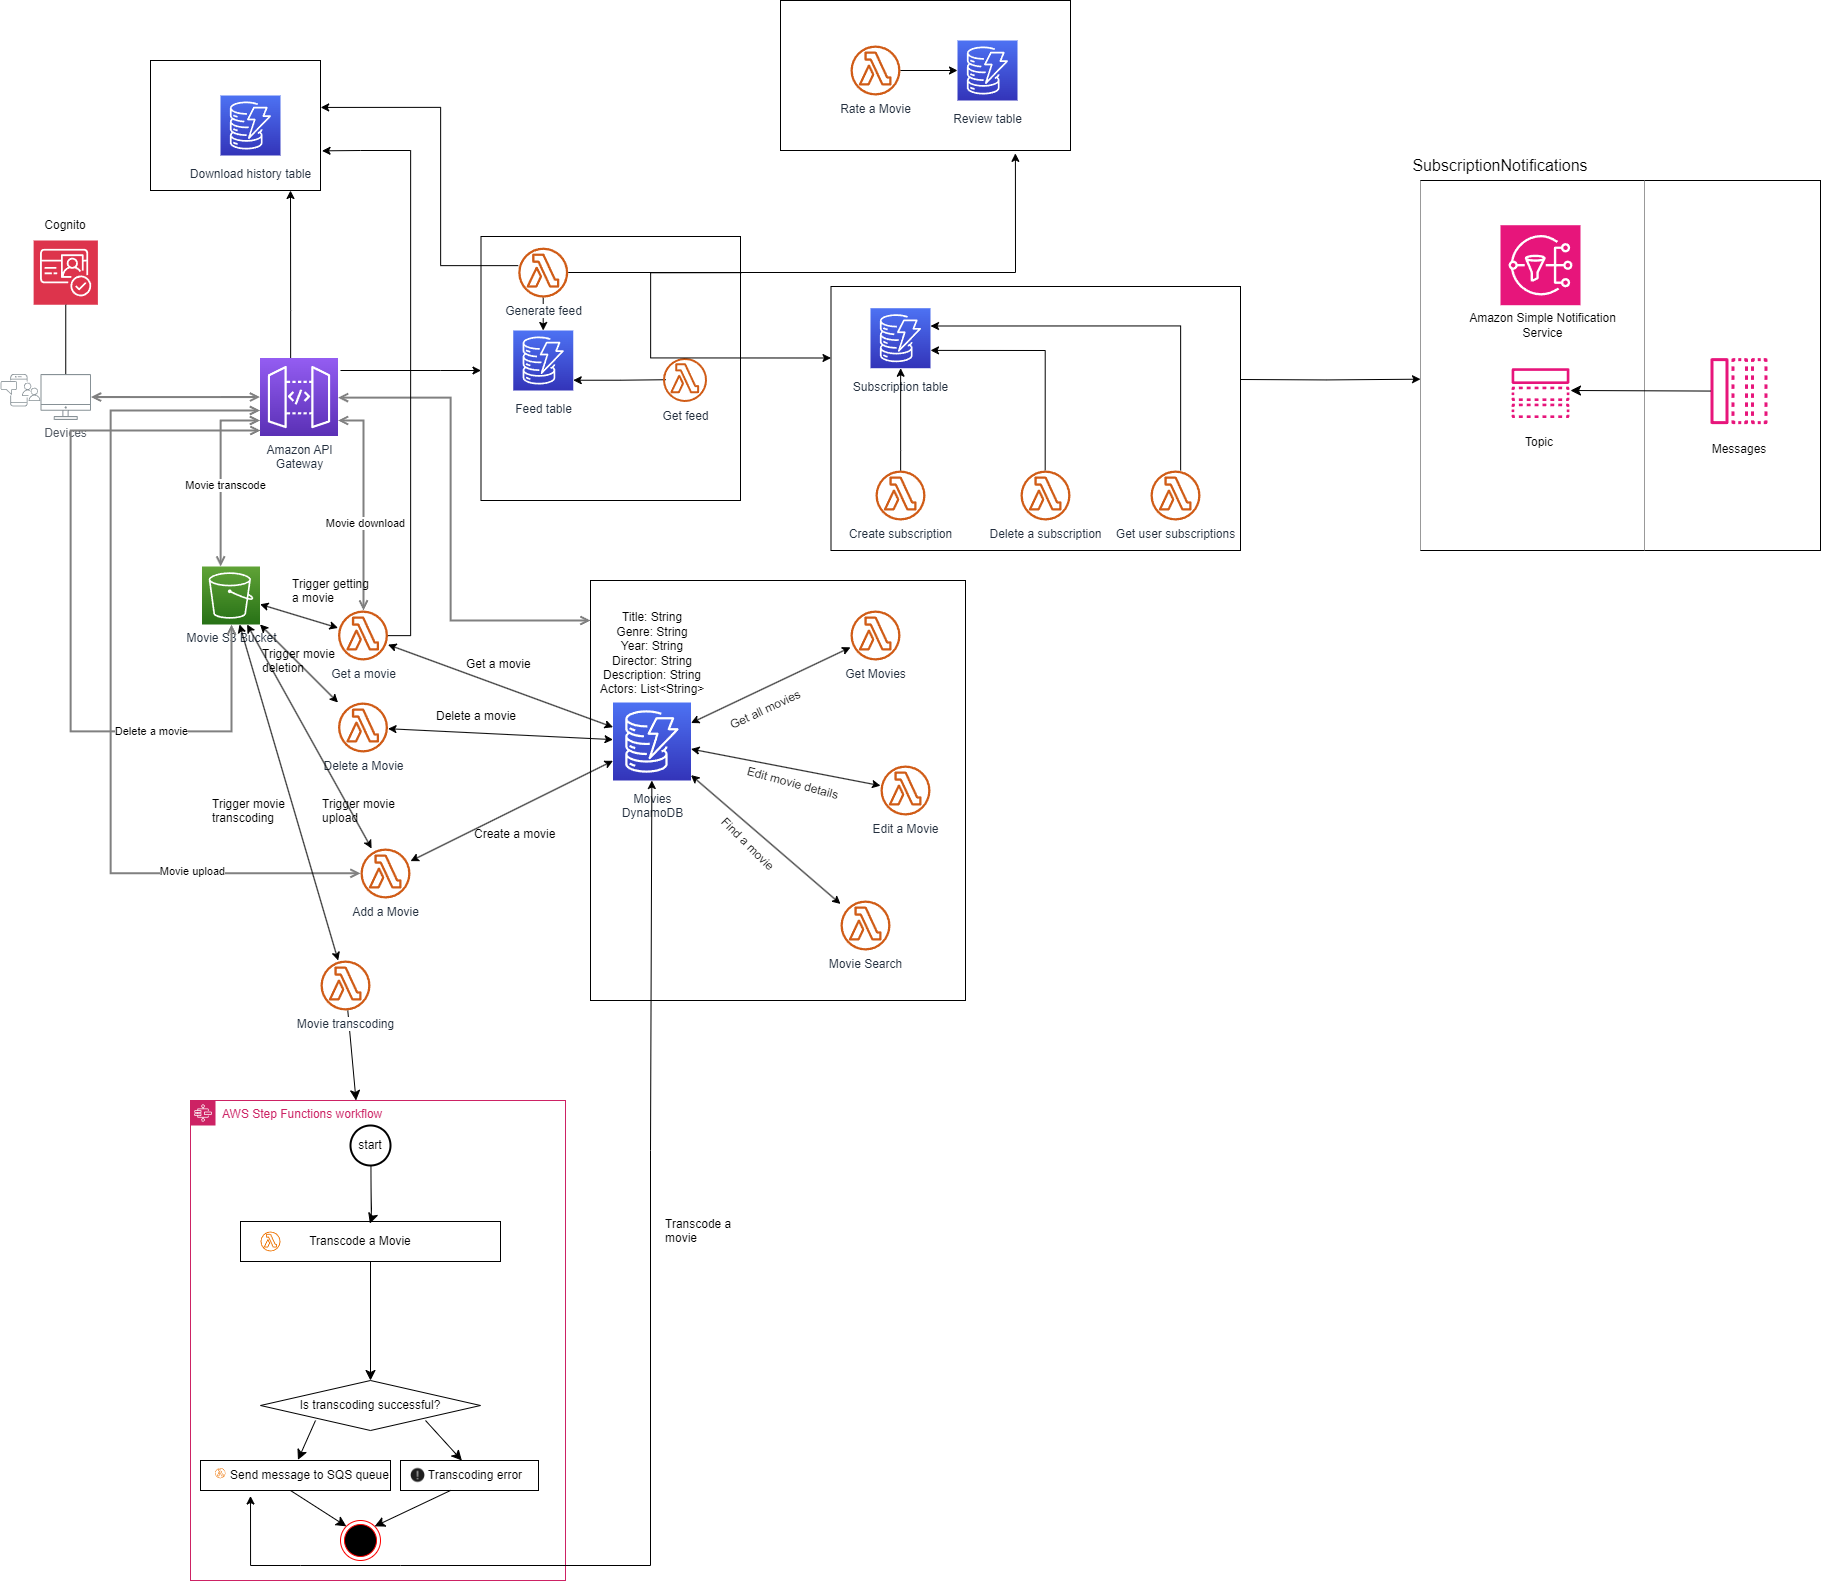 Rate a Movie
Review table
Download history table
SubscriptionNotifications
Cognito
Amazon Simple Notification
Service
Generate feed
Feed table
Get feed
Subscription table
Topic
Messages
Devices
Amazon API
Gateway
Movie transcode
Movie download
Create subscription
Delete a subscription
Get user subscriptions
Trigger getting
a movie
Movie S3 Bucket
Trigger movie
deletion
Get a movie
Get a movie
Title: String
Genre: String
Year: String
Director: String
Description: String
Actors: List<String>
Get Movies
Get all movies
Delete a movie
Delete a movie
Delete a Movie
Edit movie details
Movies
DynamoDB
Edit a Movie
Trigger movie
transcoding
Trigger movie
upload
Create a movie
Find a movie
Movie upload
Add a Movie
Movie Search
Movie transcoding
AWS Step Functions workflow
start
Transcode a
movie
Transcode a Movie
Is transcoding successful?
Send message to SQS queue
Transcoding error